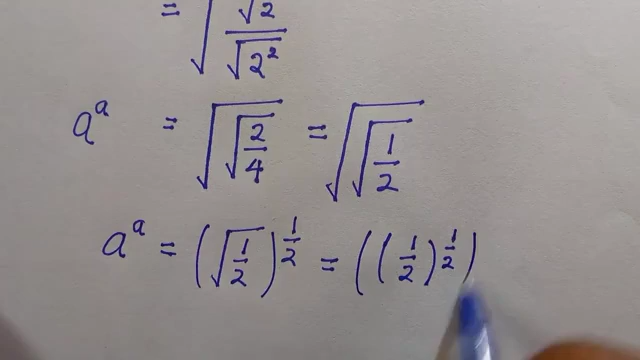 = √(√2/√2²)
a^a = √(√(2/4)) = √(√(1/2))
a^a = (√(1/2))^(1/2) = ((1/2)^(1/2))